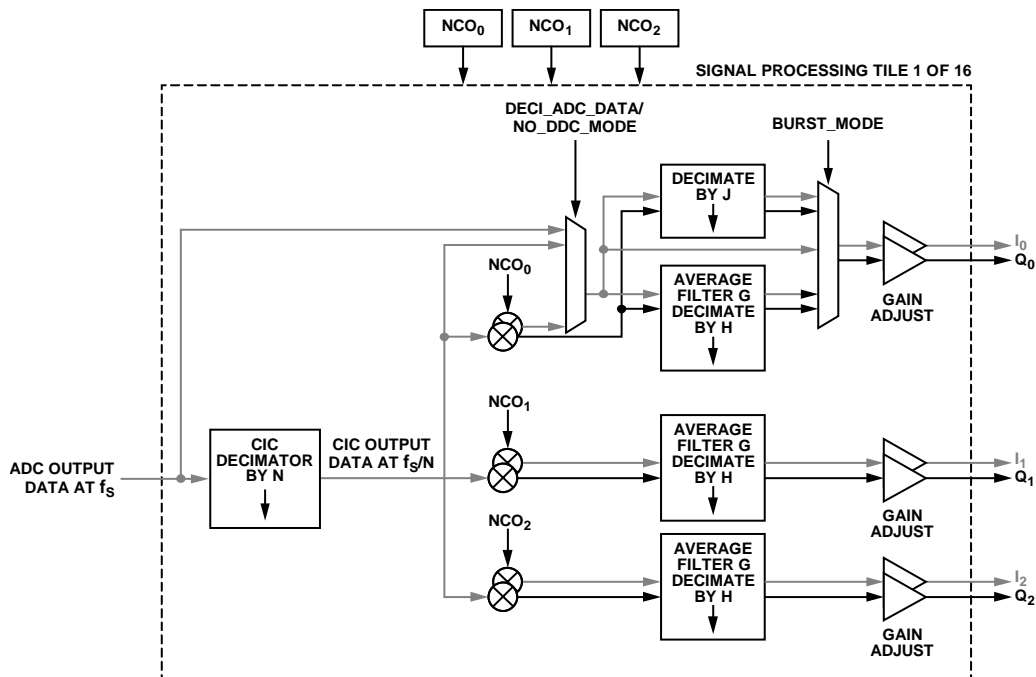 NCO0
NCO1
NCO2
SIGNAL PROCESSING TILE 1 OF 16
DECI_ADC_DATA/
NO_DDC_MODE
BURST_MODE
DECIMATE
BY J
I0
Q0
NCO0
AVERAGE
FILTER G
DECIMATE
BY H
GAIN
ADJUST
NCO1
ADC OUTPUT
DATA AT fS
CIC
DECIMATOR
BY N
CIC OUTPUT
DATA AT fS/N
AVERAGE
FILTER G
DECIMATE
BY H
I1
Q1
GAIN
ADJUST
NCO2
AVERAGE
FILTER G
DECIMATE
BY H
I2
Q2
GAIN
ADJUST